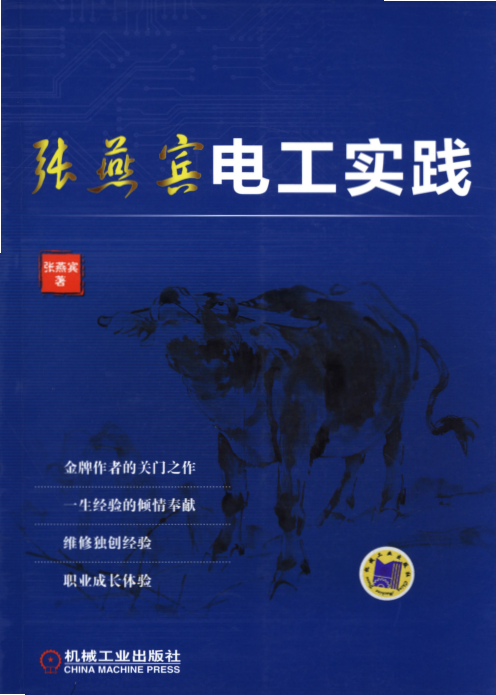 张燕宾电工实践
张燕宾
著
金牌作者的关门之作
一生经验的倾情奉献
维修独创经验
职业成长体验
机械工业出版社
CHINA MACHINE PRESS